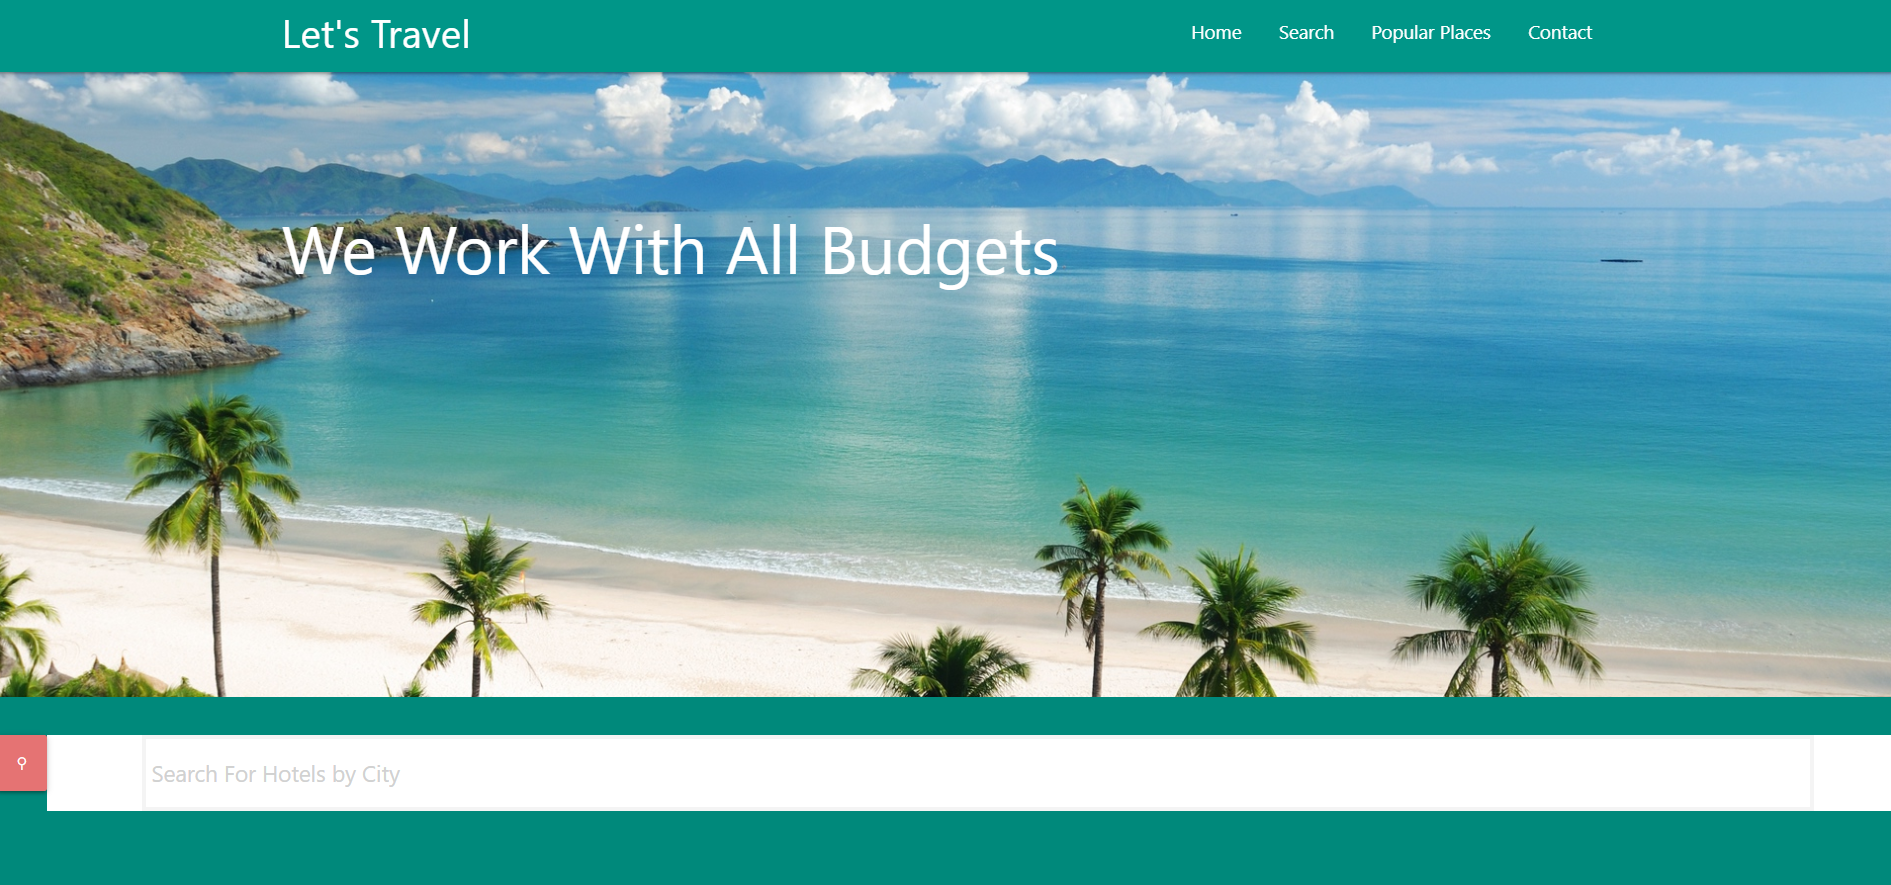 Let's Travel
Home Search Popular Places Contact
We Work With All Budgets
Search For Hotels by City